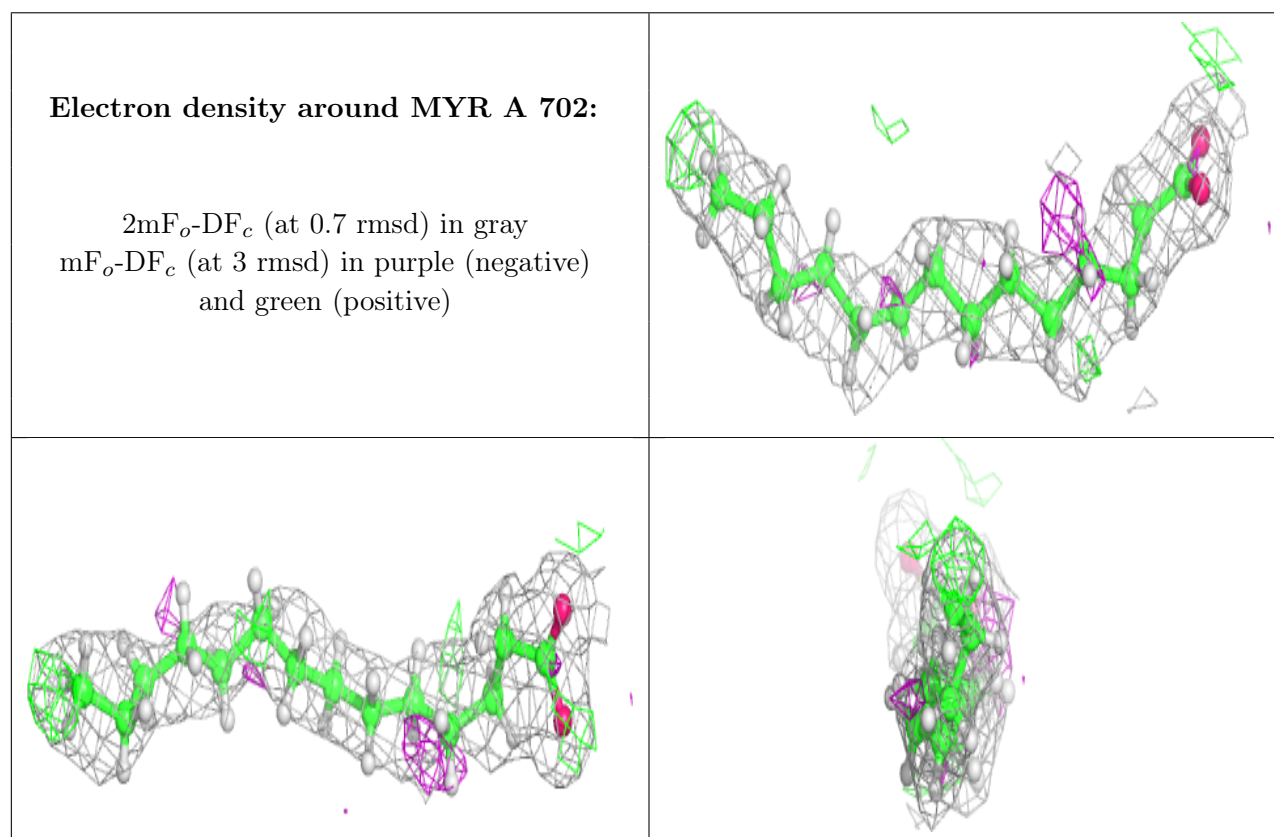 Electron density around MYR A 702:
2mFo-DFc (at 0.7 rmsd) in gray
mFo-DFc (at 3 rmsd) in purple (negative)
and green (positive)